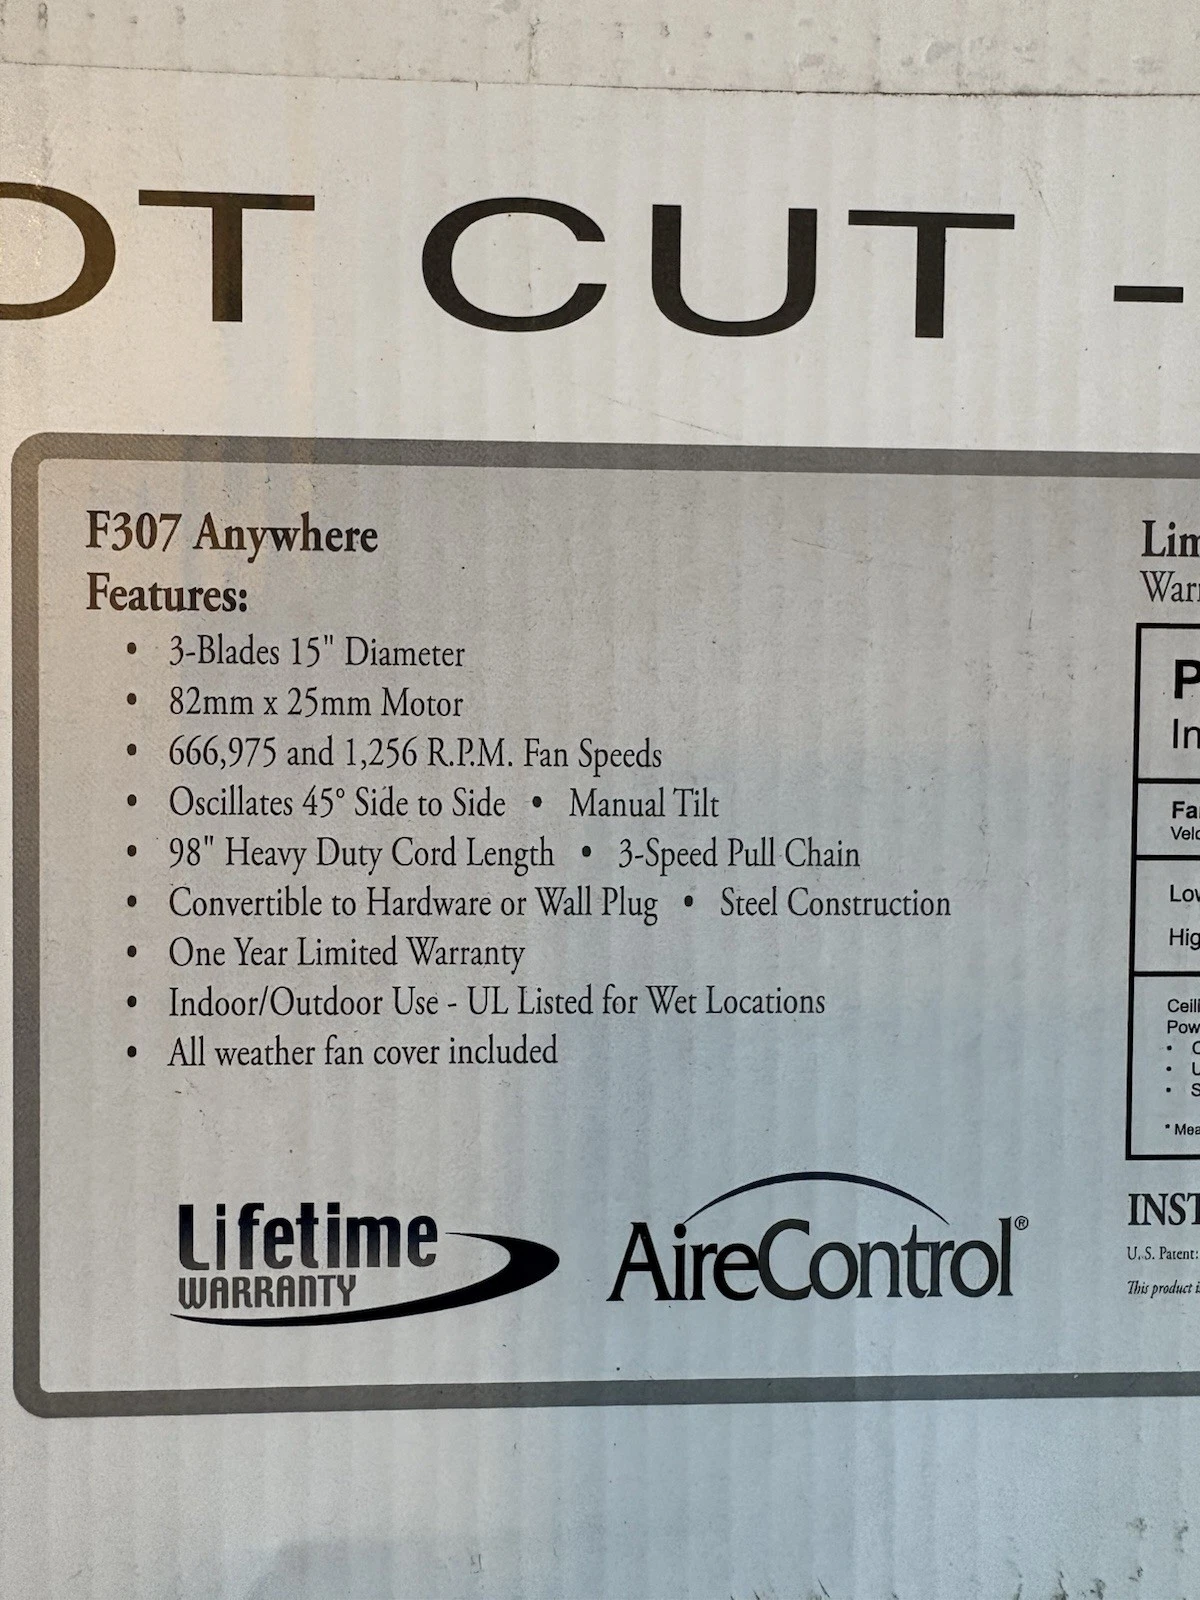 OT CUT -
F307 Anywhere
Features:
• 3-Blades 15" Diameter
• 82mm x 25mm Motor
• 666,975 and 1,256 R.P.M. Fan Speeds
• Oscillates 45° Side to Side • Manual Tilt
• 98" Heavy Duty Cord Length • 3-Speed Pull Chain
• Convertible to Hardware or Wall Plug • Steel Construction
• One Year Limited Warranty
• Indoor/Outdoor Use - UL Listed for Wet Locations
• All weather fan cover included
Lifetime
WARRANTY
AireControl®
U.S. Patent:
This product